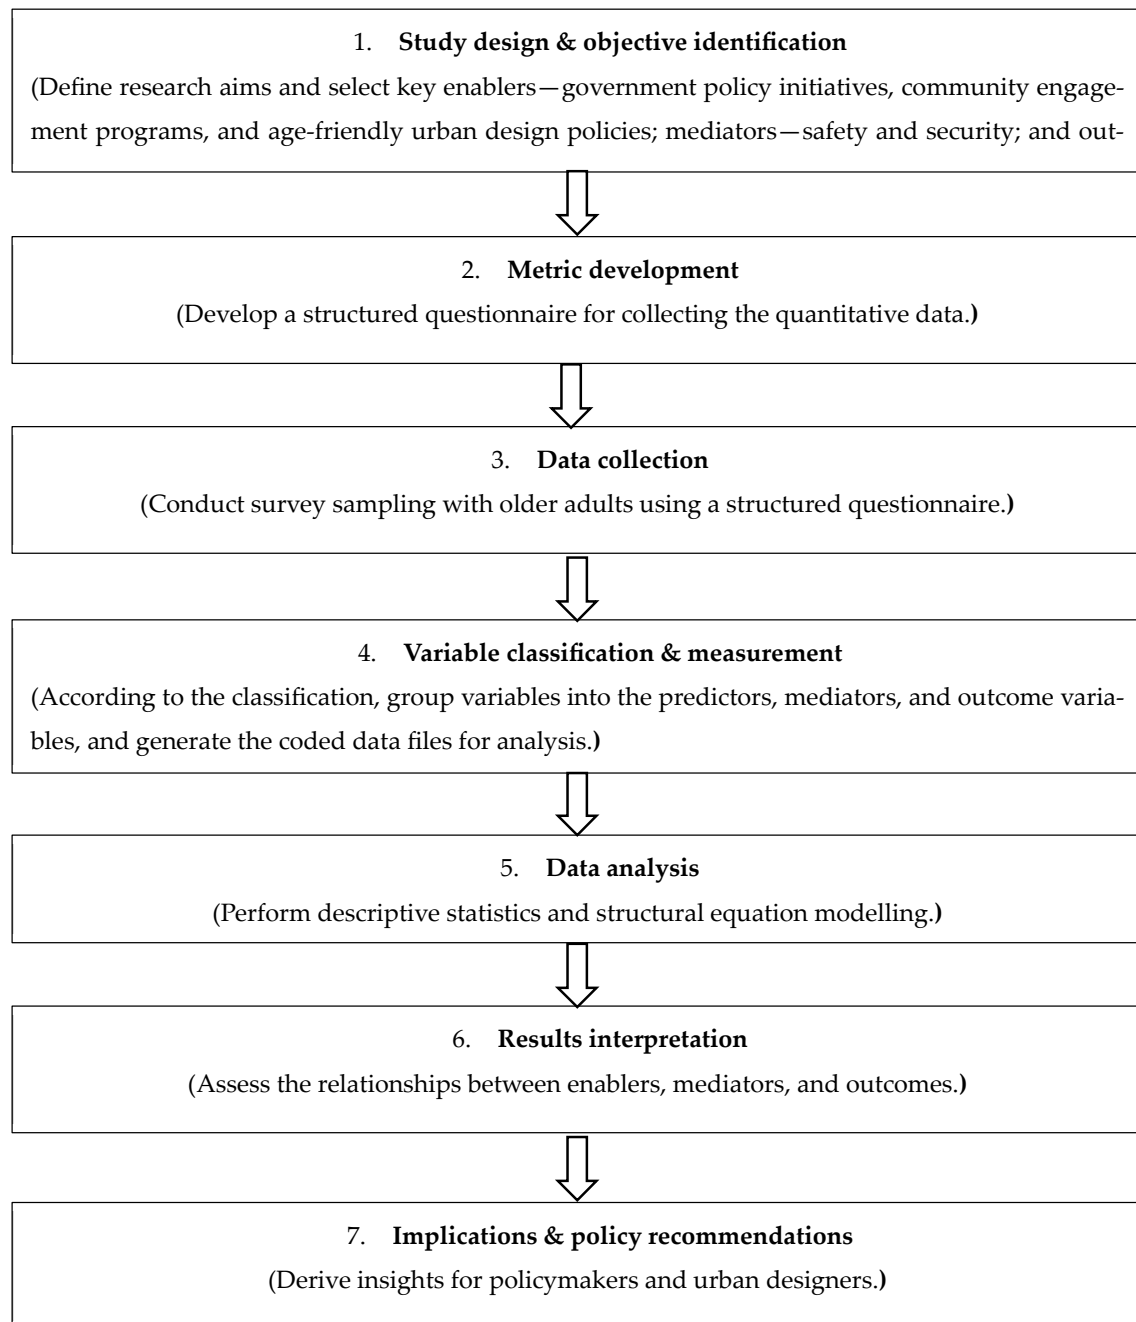 1. Study design & objective identification
(Define research aims and select key enablers—government policy initiatives, community engage-
ment programs, and age-friendly urban design policies; mediators—safety and security; and out-
2. Metric development
(Develop a structured questionnaire for collecting the quantitative data.)
3. Data collection
(Conduct survey sampling with older adults using a structured questionnaire.)
4. Variable classification & measurement
(According to the classification, group variables into the predictors, mediators, and outcome varia-
bles, and generate the coded data files for analysis.)
5. Data analysis
(Perform descriptive statistics and structural equation modelling.)
6. Results interpretation
(Assess the relationships between enablers, mediators, and outcomes.)
7. Implications & policy recommendations
(Derive insights for policymakers and urban designers.)